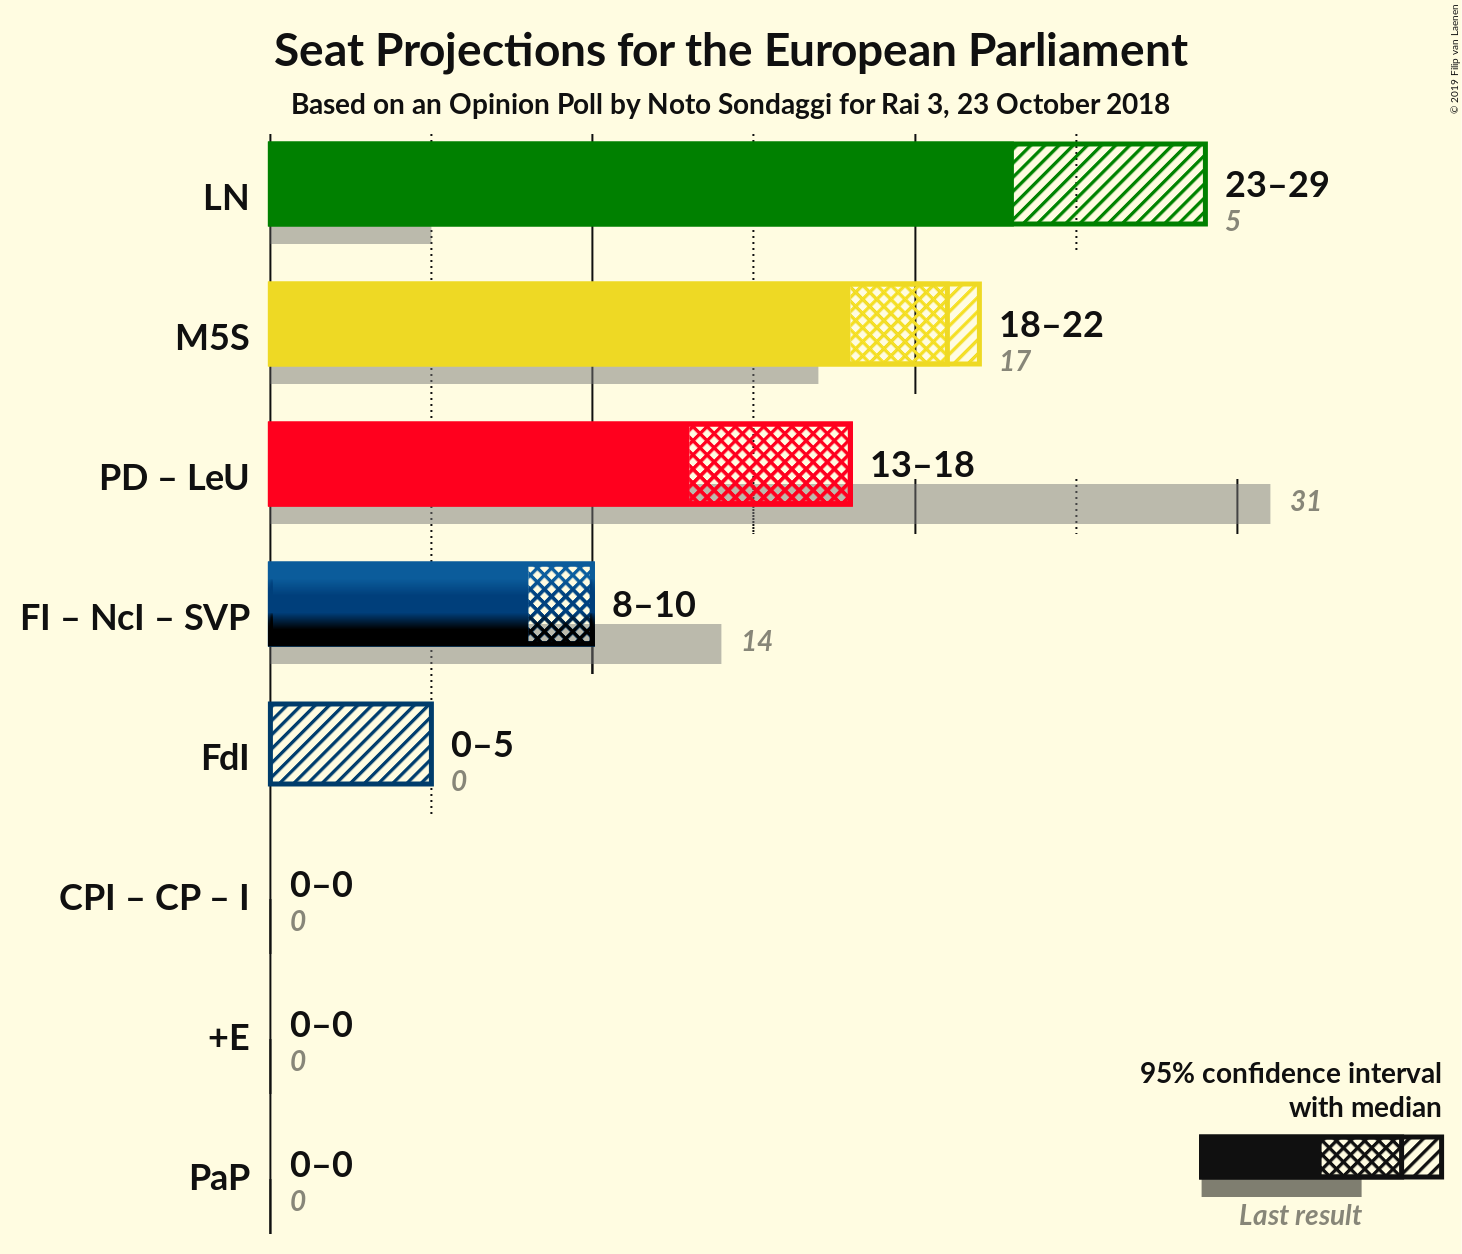 Seat Projections for the European Parliament
Based on an Opinion Poll by Noto Sondaggi for Rai 3, 23 October 2018
© 2019 Filip van Laenen
LN
23–29
5
M5S
18–22
17
PD – LeU
13–18
31
FI – NcI – SVP
8–10
14
FdI
0–5
0
CPI – CP – I
0–0
0
+E
0–0
0
PaP
0–0
0
95% confidence interval
with median
Last result